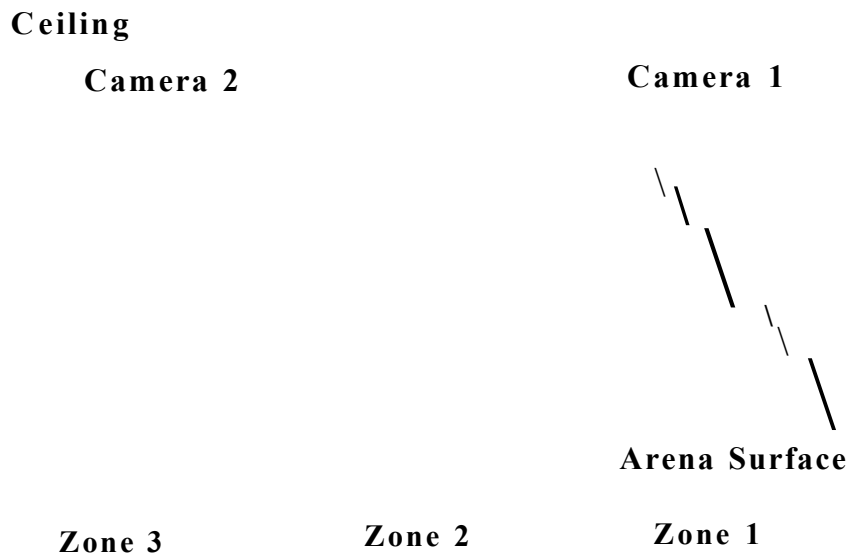 Ceiling
Camera 2
Camera 1
Arena Surface
Zone 3
Zone 2
Zone 1